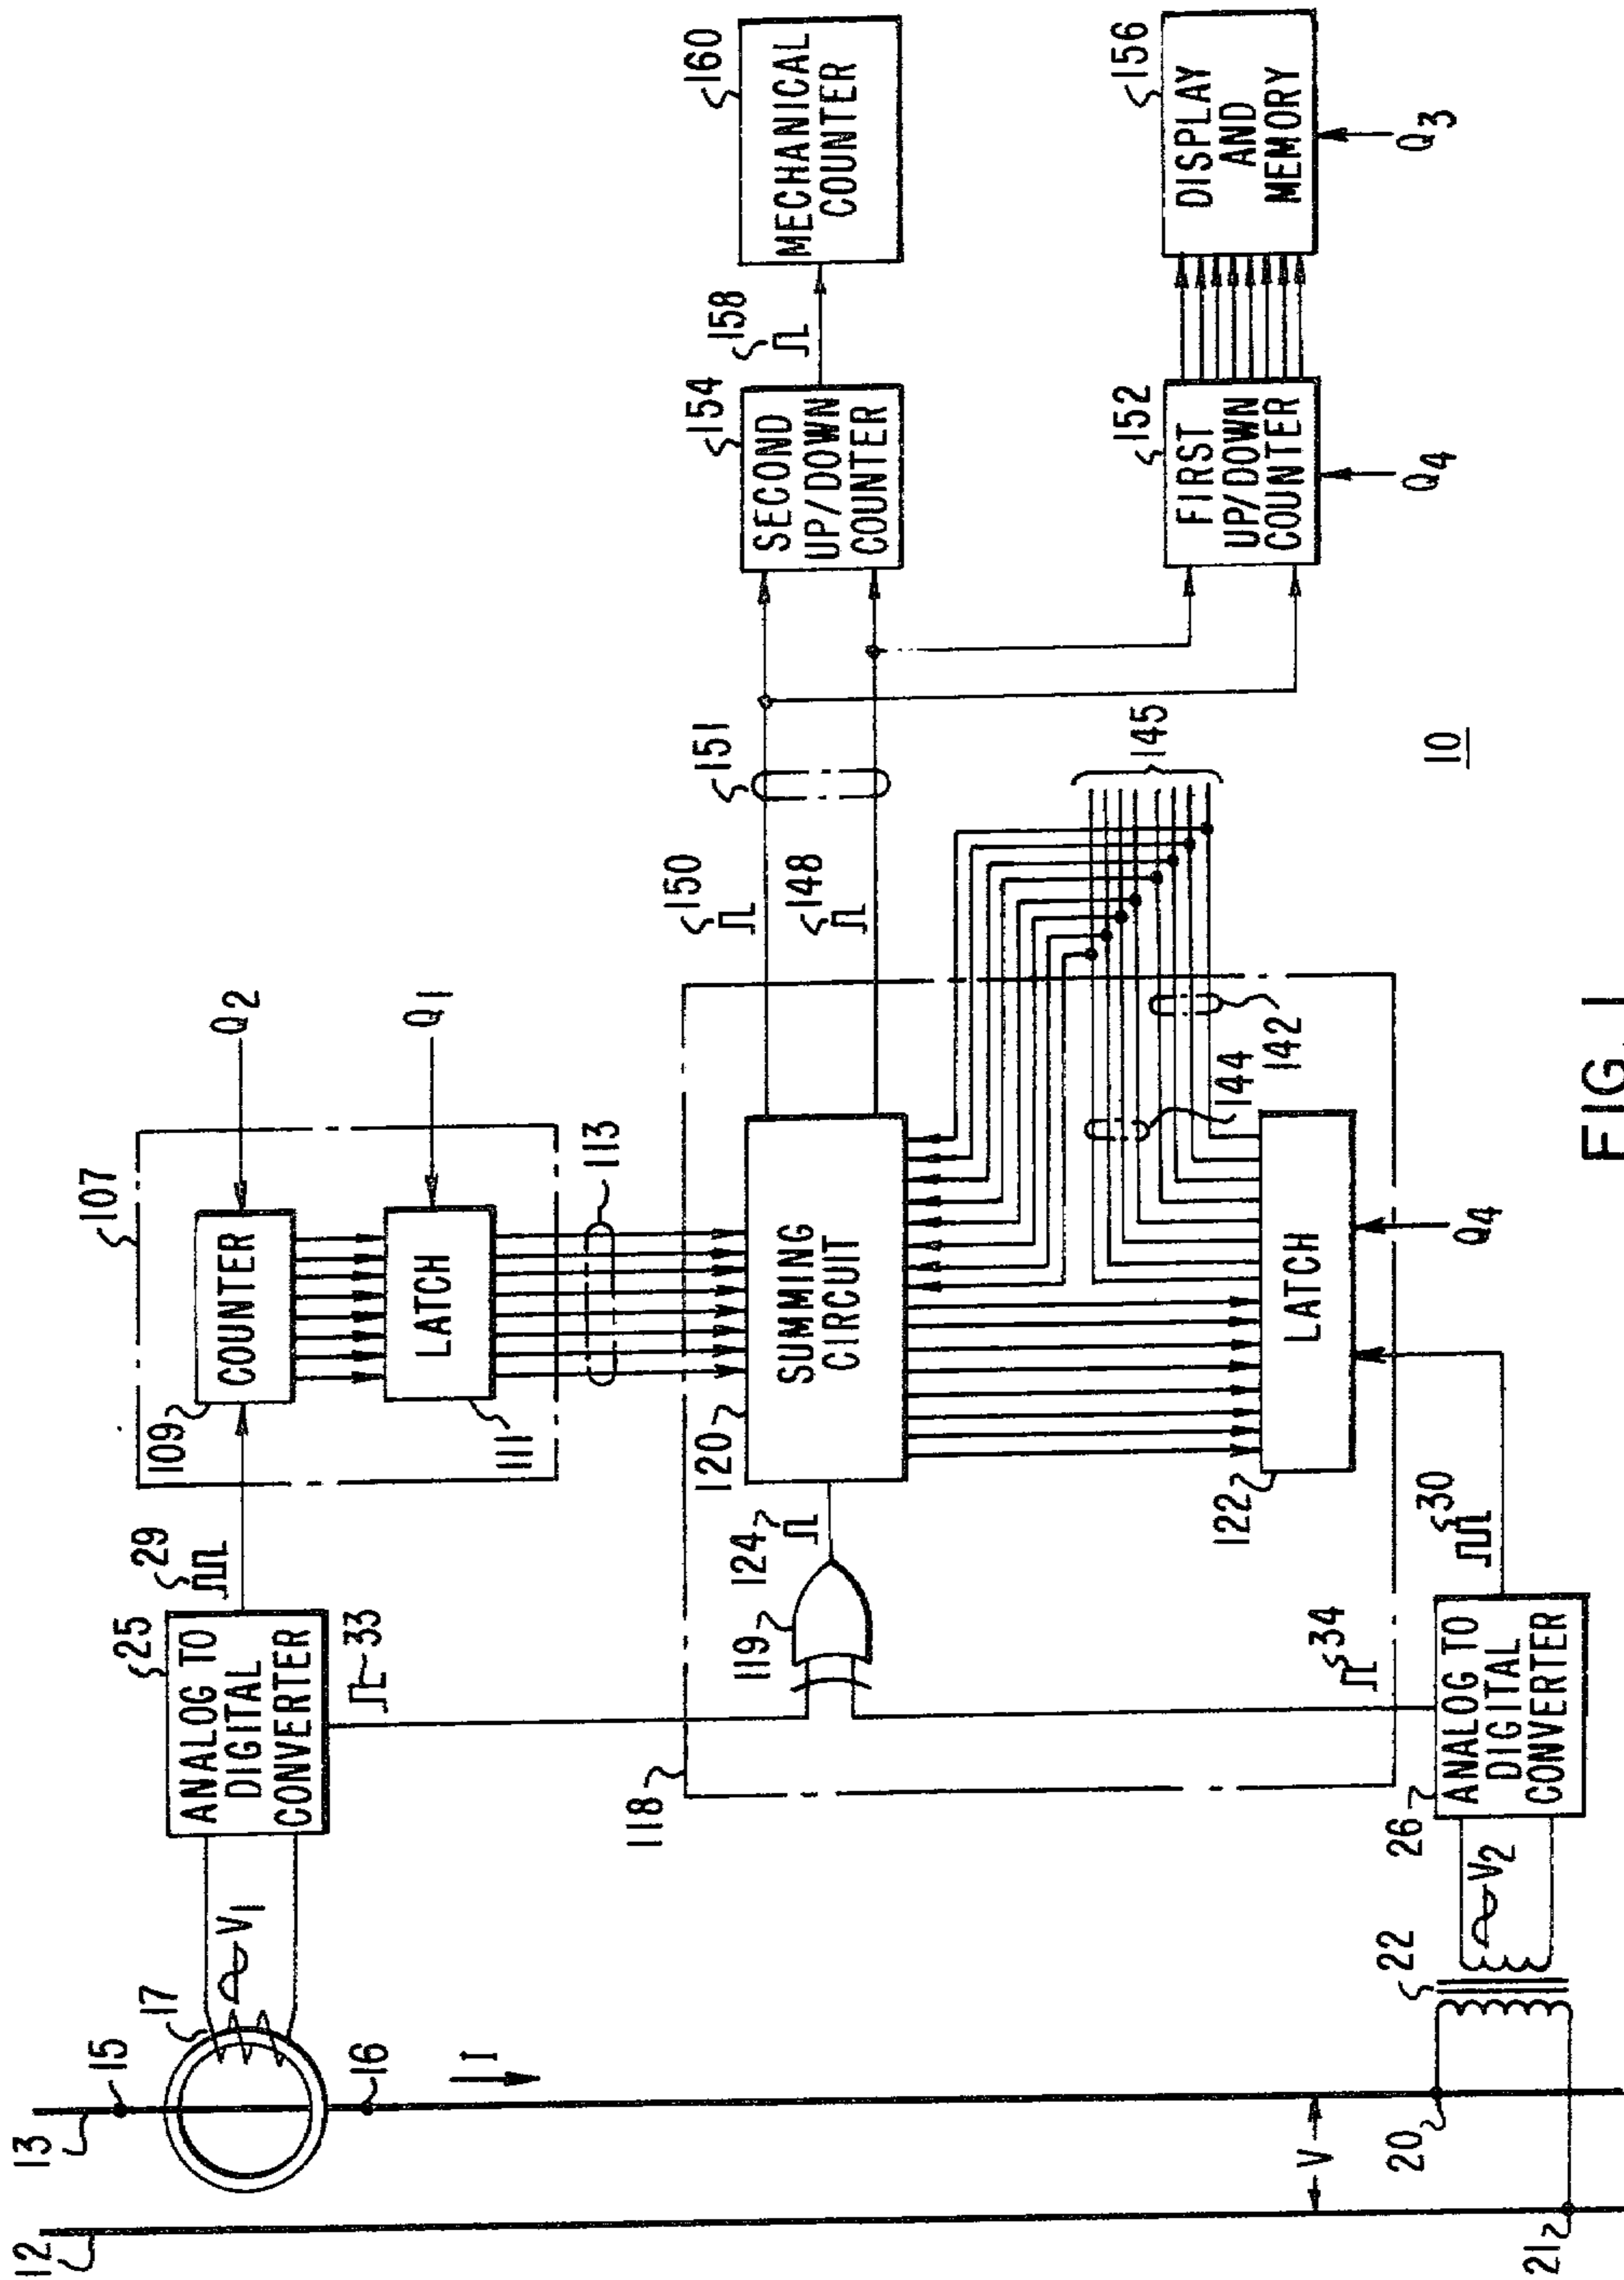 12
13
15
17
16
I
V1
25
ANALOG TO
DIGITAL
CONVERTER
29
33
107
109
COUNTER
Q2
LATCH
111
Q1
113
118
119
124
120
SUMMING
CIRCUIT
150
148
151
154
SECOND
UP/DOWN
COUNTER
158
160
MECHANICAL
COUNTER
152
FIRST
UP/DOWN
COUNTER
Q4
156
DISPLAY
AND
MEMORY
Q3
145
144
142
122
LATCH
Q4
V
20
21
22
V2
26
ANALOG TO
DIGITAL
CONVERTER
34
30
10
FIG. 1